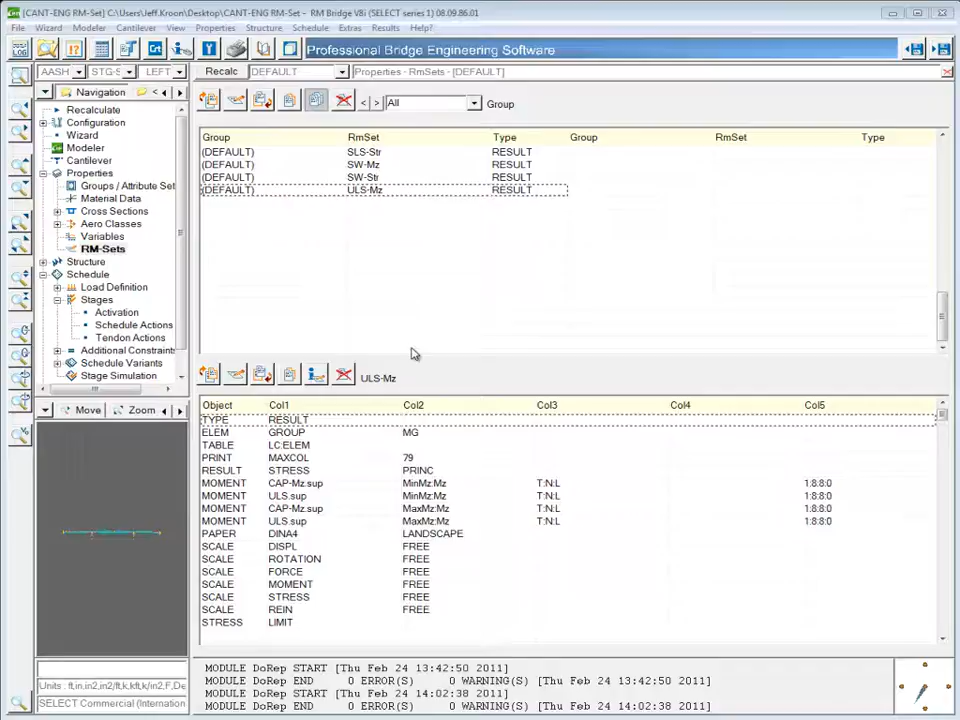 [CANT-ENG RM-Set] C:\Users\Jeff.Kroon\Desktop\CANT-ENG RM-Set> - RM Bridge V8i (SELECT series 1) 08.09.86.01
File Wizard Modeler Cantilever View Properties Structure Schedule Extras Results Help?
LOG Crt Professional Bridge Engineering Software
AASH STG-S LEFT Recalc DEFAULT Properties - RmSets - [DEFAULT]
Navigation < > All Group
Recalculate
Configuration
Wizard
Modeler
Cantilever
Properties
Groups / Attribute Set
Material Data
Cross Sections
Aero Classes
Variables
RM-Sets
Structure
Schedule
Load Definition
Stages
Activation
Schedule Actions
Tendon Actions
Additional Constraints
Schedule Variants
Stage Simulation
Group RmSet Type Group RmSet Type
(DEFAULT) SLS-Str RESULT
(DEFAULT) SW-Mz RESULT
(DEFAULT) SW-Str RESULT
(DEFAULT) ULS-Mz RESULT
ULS-Mz
Object Col1 Col2 Col3 Col4 Col5
TYPE RESULT
ELEM GROUP MG
TABLE LC:ELEM
PRINT MAXCOL 79
RESULT STRESS PRINC
MOMENT CAP-Mz.sup MinMz:Mz T:N:L 1:8:8:0
MOMENT ULS.sup MinMz:Mz T:N:L 1:8:8:0
MOMENT CAP-Mz.sup MaxMz:Mz T:N:L 1:8:8:0
MOMENT ULS.sup MaxMz:Mz T:N:L 1:8:8:0
PAPER DINA4 LANDSCAPE
SCALE DISPL FREE
SCALE ROTATION FREE
SCALE FORCE FREE
SCALE MOMENT FREE
SCALE STRESS FREE
SCALE REIN FREE
STRESS LIMIT
Move Zoom
Units : ft,in,in2,in2/ft,k,kft,k/in2,F,De
SELECT Commercial (Internation
MODULE DoRep START [Thu Feb 24 13:42:50 2011]
MODULE DoRep END 0 ERROR(S) 0 WARNING(S) [Thu Feb 24 13:42:50 2011]
MODULE DoRep START [Thu Feb 24 14:02:38 2011]
MODULE DoRep END 0 ERROR(S) 0 WARNING(S) [Thu Feb 24 14:02:38 2011]